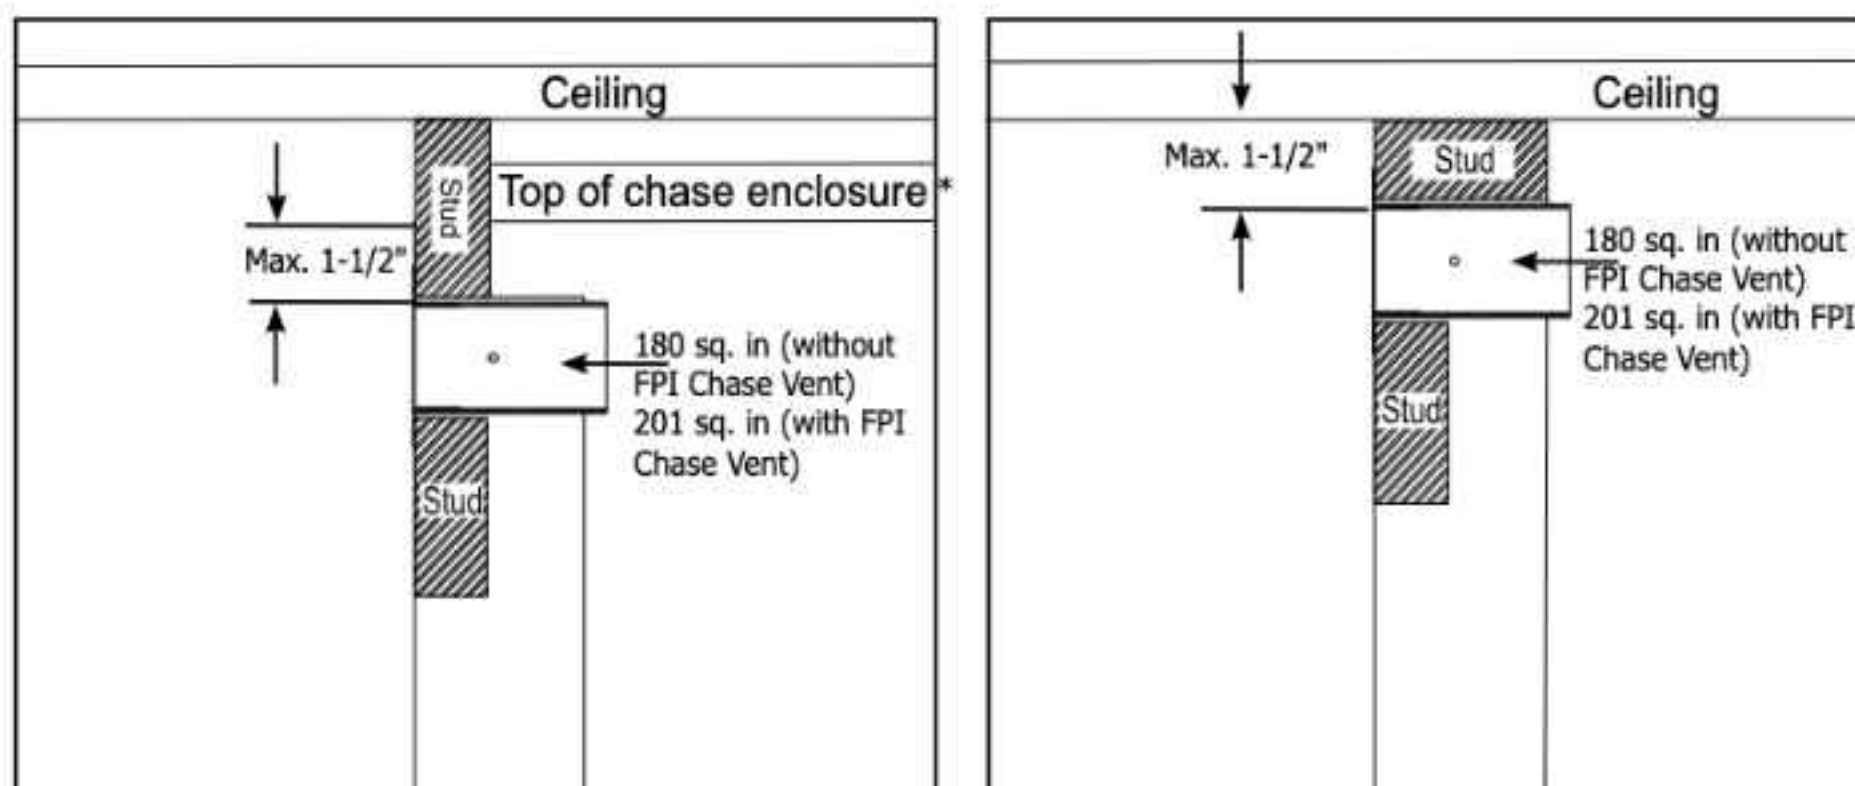 Ceiling
Stud
Top of chase enclosure *
Max. 1-1/2"
180 sq. in (without
FPI Chase Vent)
201 sq. in (with FPI
Chase Vent)
Stud
Ceiling
Max. 1-1/2"
Stud
180 sq. in (without
FPI Chase Vent)
201 sq. in (with FPI
Chase Vent)
Stud